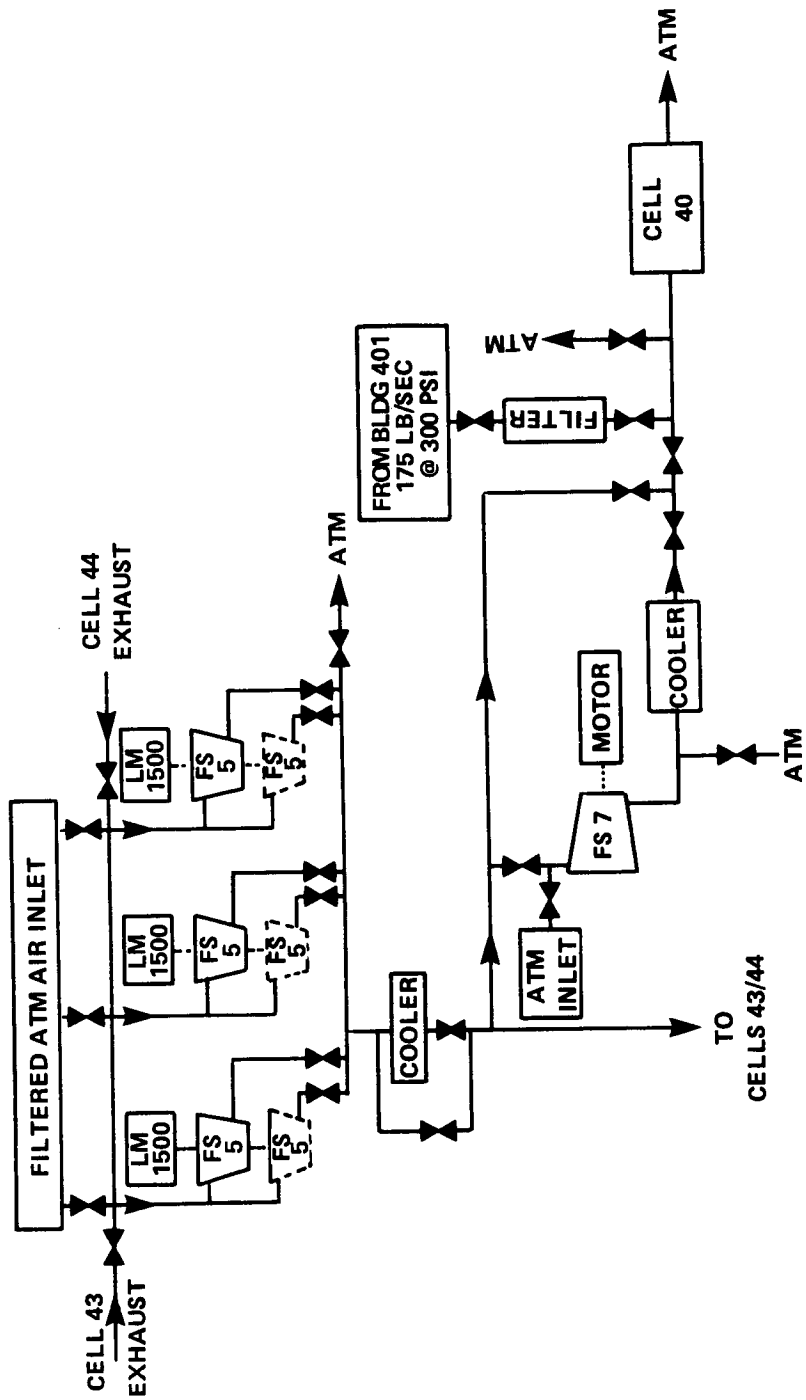 FILTERED ATM AIR INLET
CELL 43
EXHAUST
CELL 44
EXHAUST
LM
1500
FS
5
FS
5
LM
1500
FS
5
FS
5
LM
1500
FS
5
FS
5
ATM
COOLER
TO
CELLS 43/44
ATM
INLET
FS 7
MOTOR
ATM
COOLER
FROM BLDG 401
175 LB/SEC
@ 300 PSI
FILTER
ATM
CELL
40
ATM